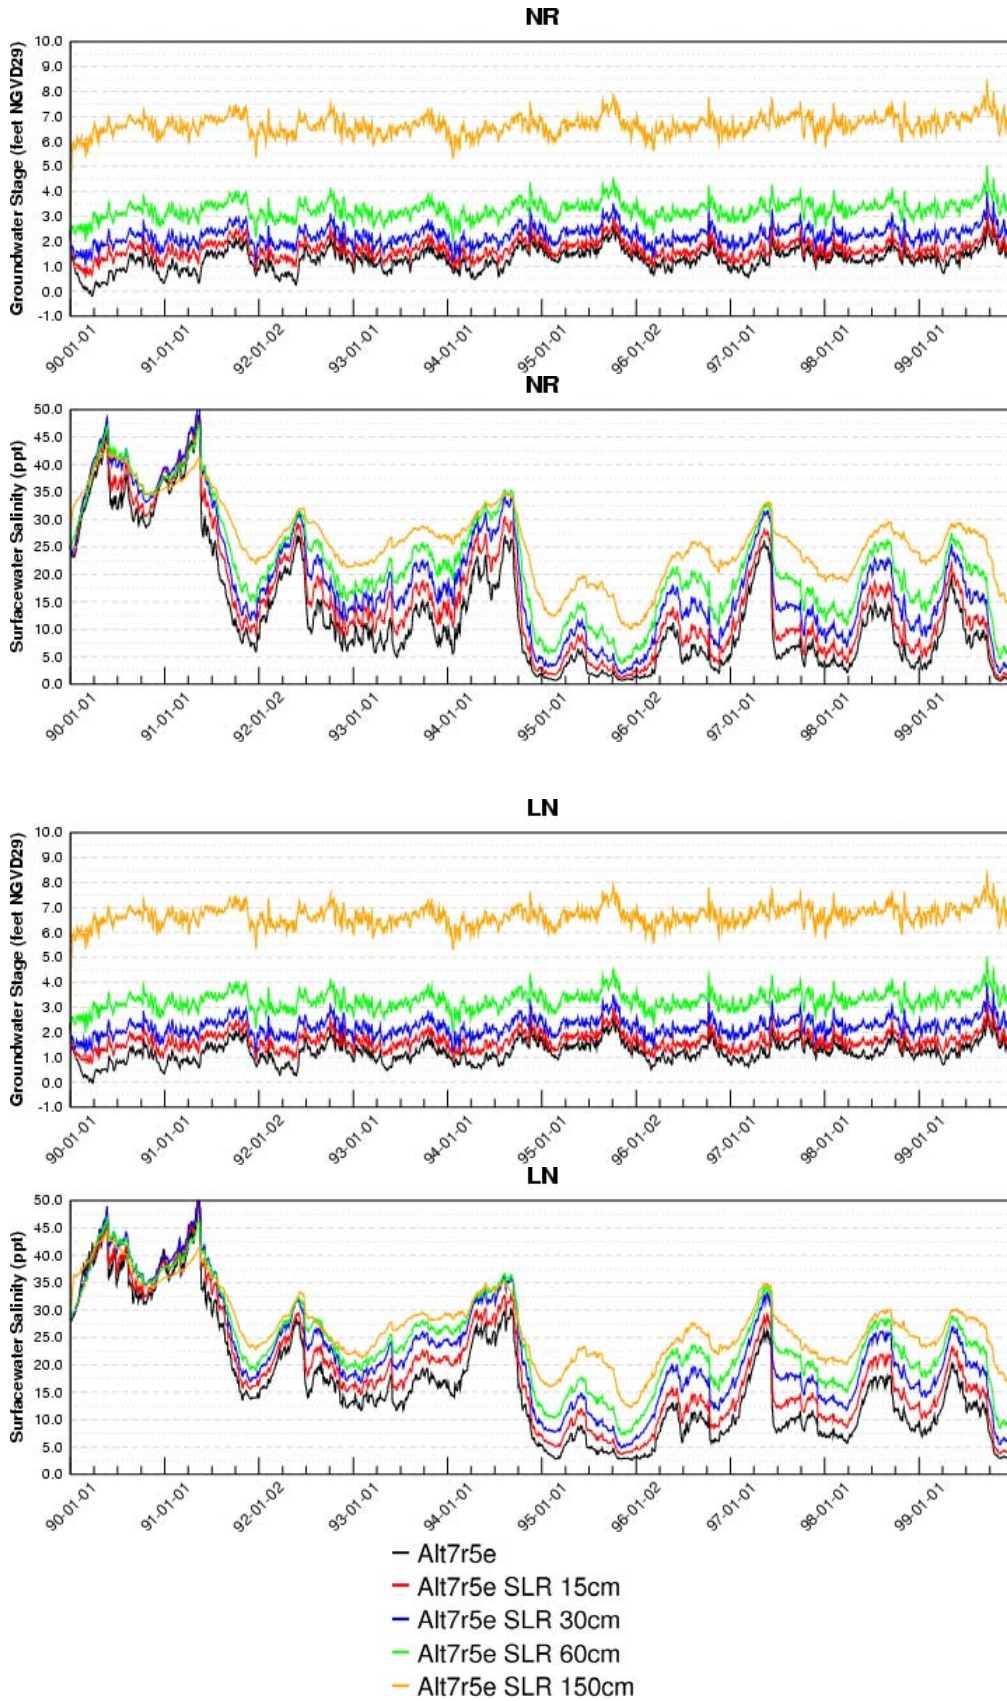 NR
Groundwater Stage (feet NGVD29)
10.0
9.0
8.0
7.0
6.0
5.0
4.0
3.0
2.0
1.0
0.0
-1.0
90-01-01 91-01-01 92-01-02 93-01-01 94-01-01 95-01-01 96-01-02 97-01-01 98-01-01 99-01-01
NR
Surfacewater Salinity (ppt)
50.0
45.0
40.0
35.0
30.0
25.0
20.0
15.0
10.0
5.0
0.0
90-01-01 91-01-01 92-01-02 93-01-01 94-01-01 95-01-01 96-01-02 97-01-01 98-01-01 99-01-01
LN
Groundwater Stage (feet NGVD29)
10.0
9.0
8.0
7.0
6.0
5.0
4.0
3.0
2.0
1.0
0.0
-1.0
90-01-01 91-01-01 92-01-02 93-01-01 94-01-01 95-01-01 96-01-02 97-01-01 98-01-01 99-01-01
LN
Surfacewater Salinity (ppt)
50.0
45.0
40.0
35.0
30.0
25.0
20.0
15.0
10.0
5.0
0.0
90-01-01 91-01-01 92-01-02 93-01-01 94-01-01 95-01-01 96-01-02 97-01-01 98-01-01 99-01-01
Alt7r5e
Alt7r5e SLR 15cm
Alt7r5e SLR 30cm
Alt7r5e SLR 60cm
Alt7r5e SLR 150cm